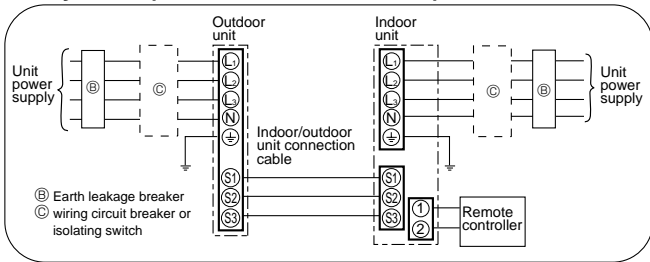 Outdoor
unit
Indoor
unit
Unit
power
supply
Ⓑ
Ⓒ
L₁
L₂
L₃
N
⏚
L₁
L₂
L₃
N
⏚
Ⓒ
Ⓑ
Unit
power
supply
Indoor/outdoor
unit connection
cable
S1
S2
S3
S1
S2
S3
1
2
Remote
controller
Ⓑ Earth leakage breaker
Ⓒ wiring circuit breaker or
isolating switch